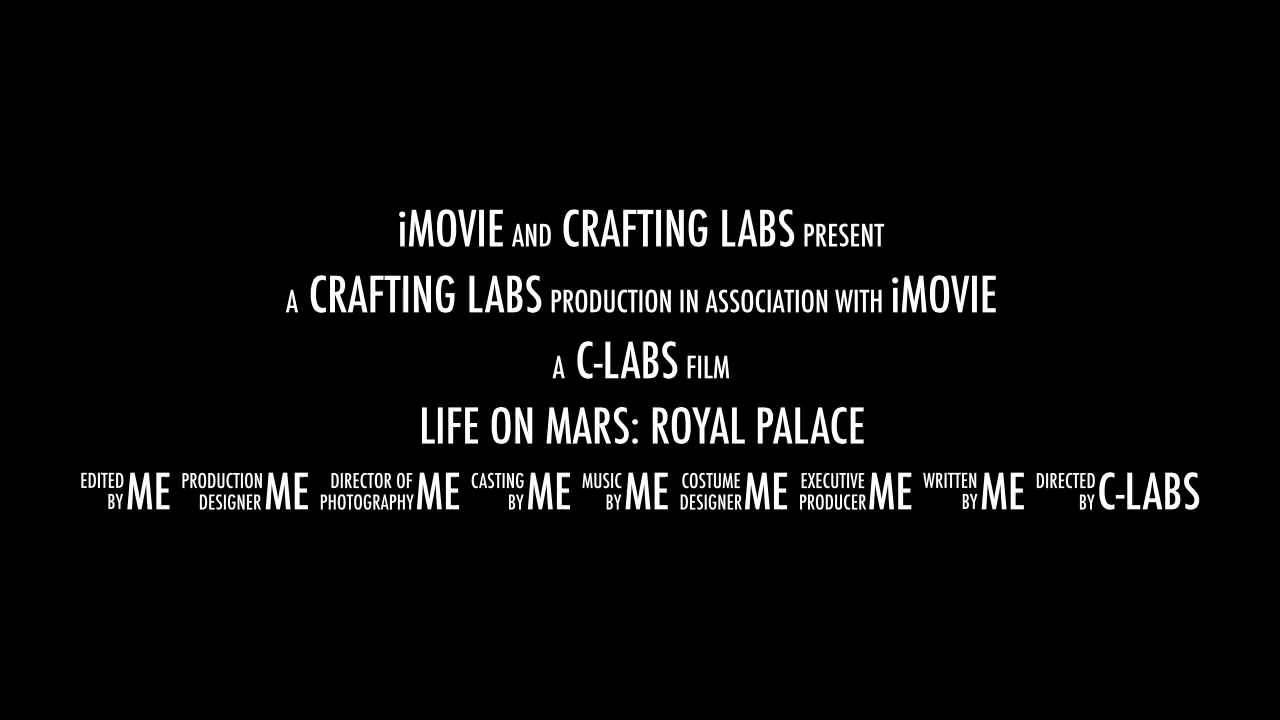 iMOVIE AND CRAFTING LABS PRESENT
A CRAFTING LABS PRODUCTION IN ASSOCIATION WITH iMOVIE
A C-LABS FILM
LIFE ON MARS: ROYAL PALACE
EDITED BY ME PRODUCTION DESIGNER ME DIRECTOR OF PHOTOGRAPHY ME CASTING BY ME MUSIC BY ME COSTUME DESIGNER ME EXECUTIVE PRODUCER ME WRITTEN BY ME DIRECTED BY C-LABS